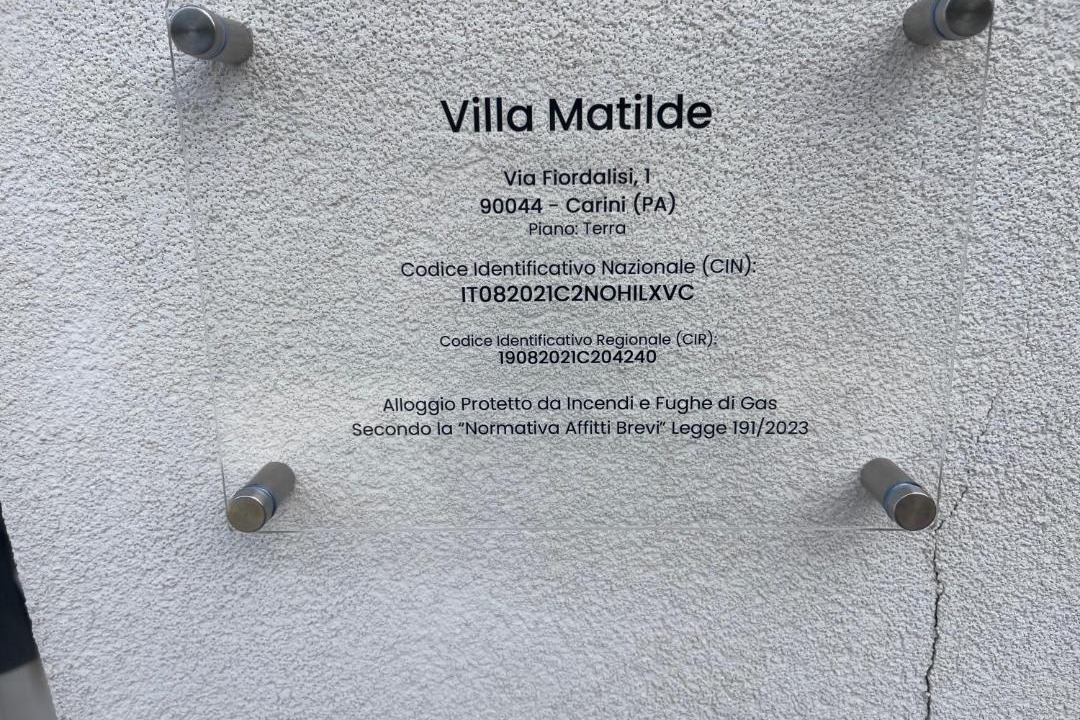 Villa Matilde
Via Fiordalisi, 1
90044 - Carini (PA)
Piano: Terra
Codice Identificativo Nazionale (CIN):
IT082021C2NOHILXVC
Codice Identificativo Regionale (CIR):
19082021C204240
Alloggio Protetto da Incendi e Fughe di Gas
Secondo la “Normativa Affitti Brevi” Legge 191/2023